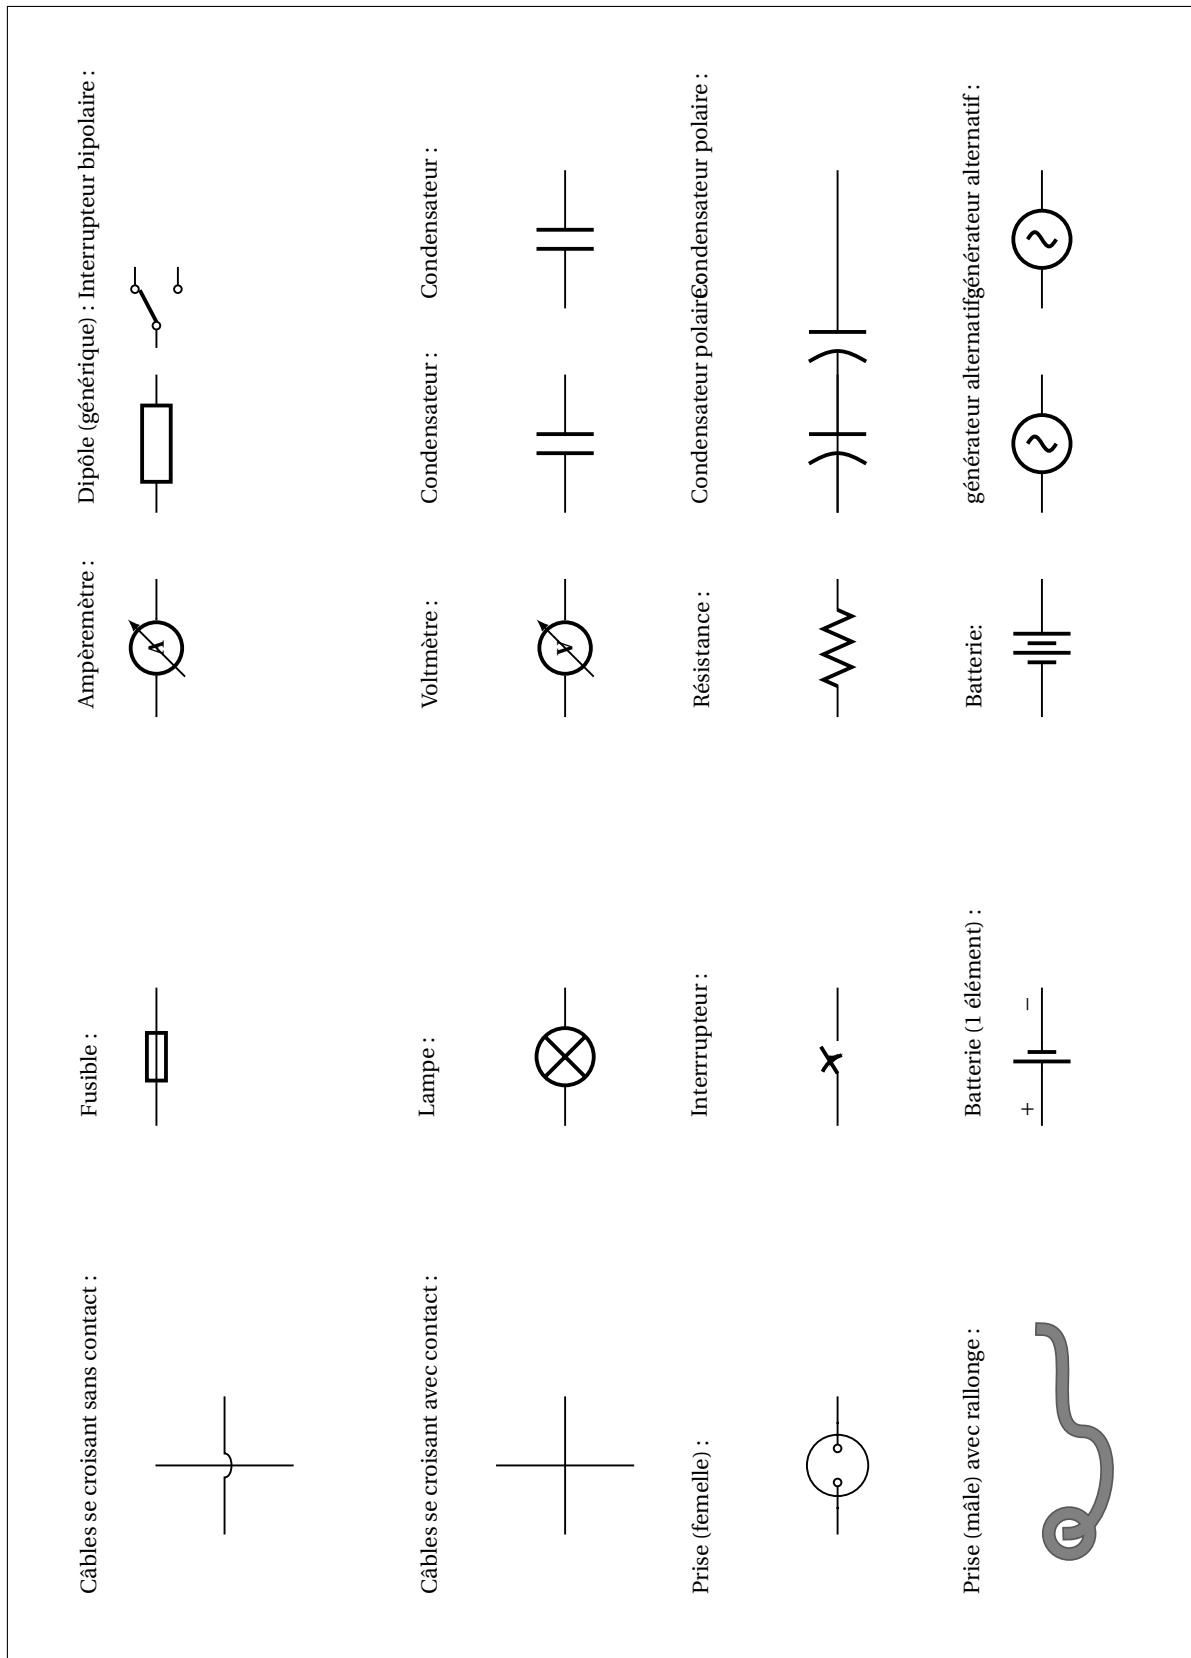 Câbles se croisant sans contact :
Fusible :
Ampèremètre :
Dipôle (générique) :
Interrupteur bipolaire :
A
Câbles se croisant avec contact :
Lampe :
Voltmètre :
Condensateur :
Condensateur :
V
Prise (femelle) :
Interrrupteur :
Résistance :
Condensateur polaire
Condensateur polaire :
Prise (mâle) avec rallonge :
Batterie (1 élément) :
Batterie:
générateur alternatif
générateur alternatif :
+ −